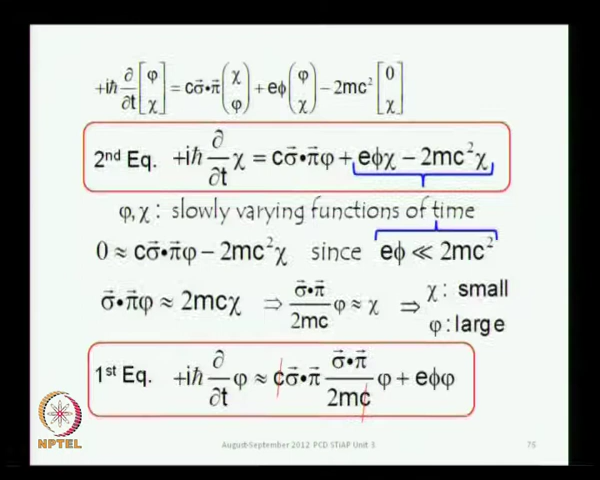 +iħ ∂/∂t [φ χ] = cσ⃗•π⃗ (χ φ) + eϕ (φ χ) − 2mc² [0 χ]
2nd Eq. +iħ ∂/∂t χ = cσ⃗•π⃗φ + eϕχ − 2mc²χ
φ, χ : slowly varying functions of time
0 ≈ cσ⃗•π⃗φ − 2mc²χ since eϕ ≪ 2mc²
σ⃗•π⃗φ ≈ 2mcχ ⇒ σ⃗•π⃗/2mc φ ≈ χ ⇒ χ : small
φ : large
1st Eq. +iħ ∂/∂t φ ≈ cσ⃗•π⃗ σ⃗•π⃗/2mc φ + eϕφ
NPTEL
August-September 2012 PCD STiAP Unit 3
75